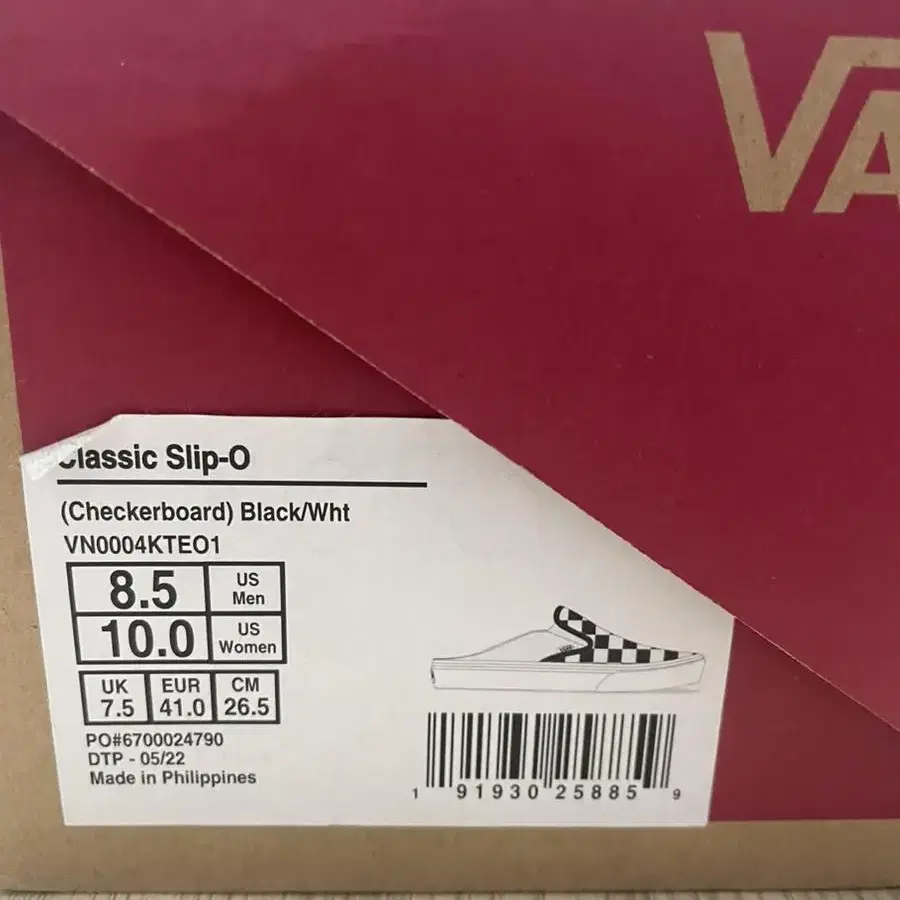 VA
Classic Slip-O
(Checkerboard) Black/Wht
VN0004KTEO1
8.5 US Men
10.0 US Women
UK 7.5 EUR 41.0 CM 26.5
PO#6700024790
DTP - 05/22
Made in Philippines
1 91930 25885 9